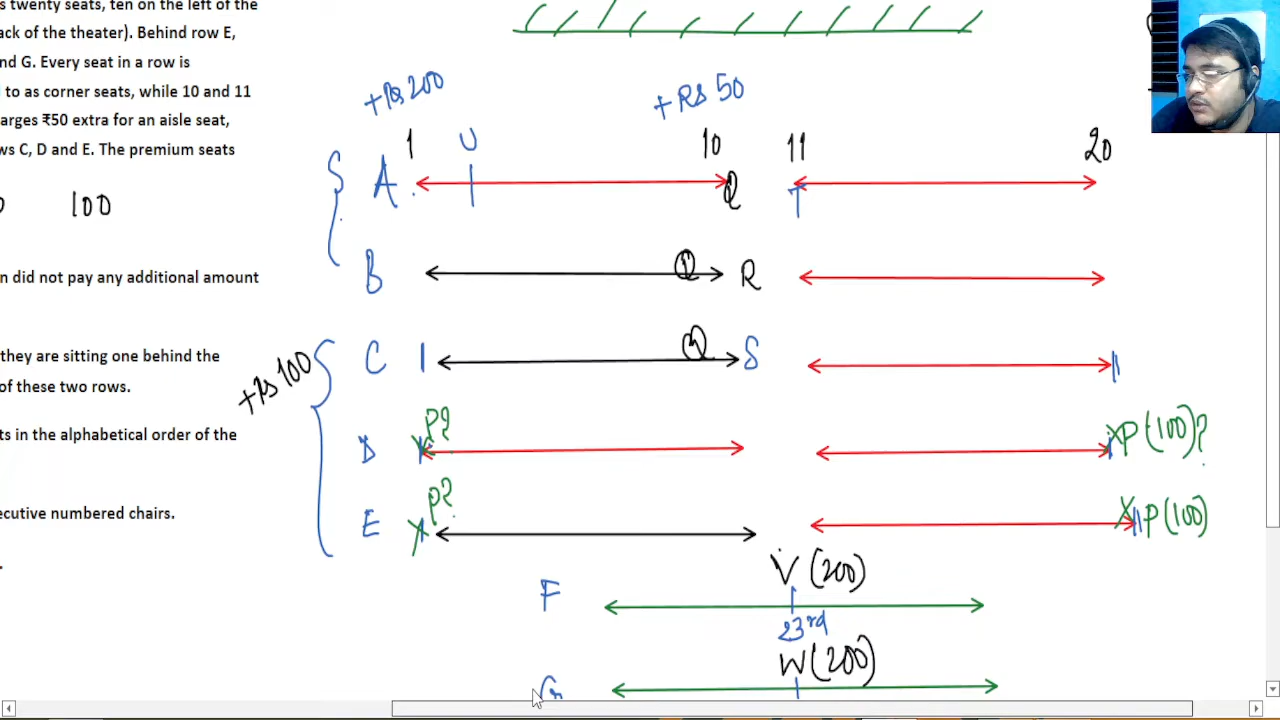 s twenty seats, ten on the left of the
ack of the theater). Behind row E,
nd G. Every seat in a row is
to as corner seats, while 10 and 11
arges ₹50 extra for an aisle seat,
ws C, D and E. The premium seats
100
n did not pay any additional amount
they are sitting one behind the
of these two rows.
ts in the alphabetical order of the
ecutive numbered chairs.
+Rs 200
+Rs 50
1 U 10 11 20
A Q T
B Q R
+Rs 100
C Q S
P? P(100)?
D
P? P(100)
E
V(200)
F
23rd
W(200)
G